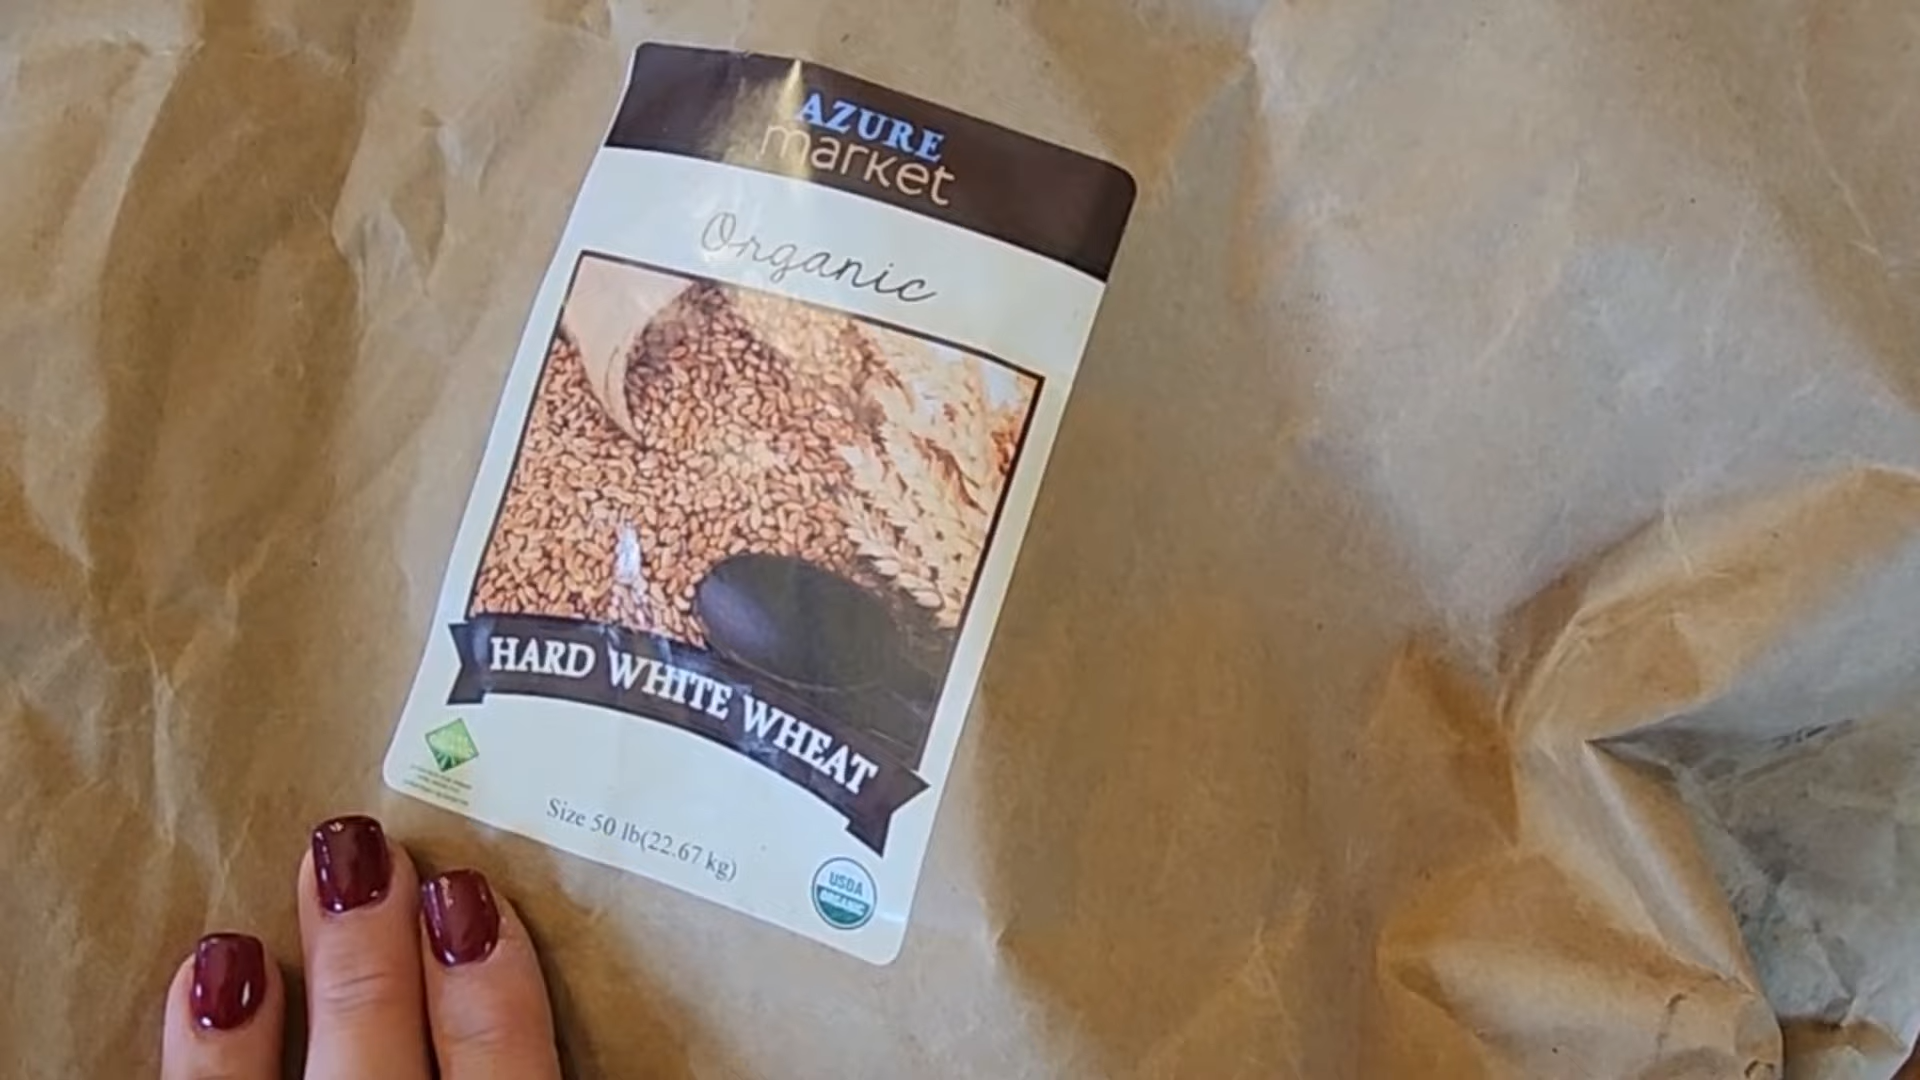 AZURE
market
Organic
HARD WHITE WHEAT
Size 50 lb(22.67 kg)
USDA
ORGANIC